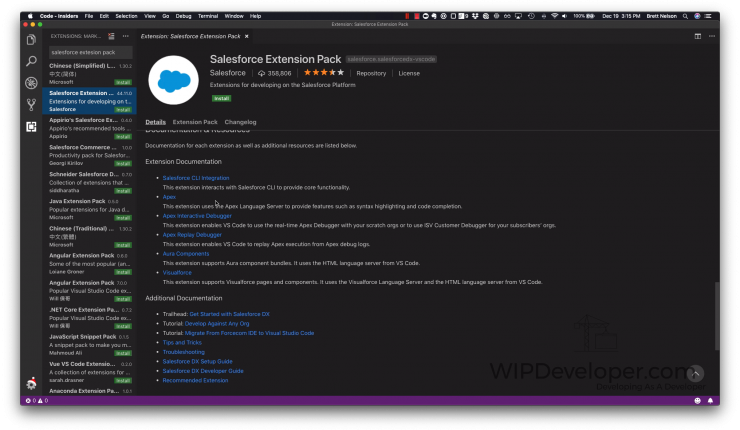 Code - Insiders File Edit Selection View Go Debug Terminal Window Help 100% Dec 19 3:15 PM Brett Nelson
Extension: Salesforce Extension Pack
EXTENSIONS: MARK...
salesforce extesion pack
Chinese (Simplified) L... 1.30.2
中文(简体)
Microsoft Install
Salesforce Extension ... 44.11.0
Extensions for developing on t...
Salesforce Install
Appirio's Salesforce Ex... 0.4.0
Appirio's recommended tools ...
Appirio Install
Salesforce Commerce ... 1.0.0
Productivity pack for Salesfor...
Georgi Kirilov Install
Schneider Salesforce D... 0.7.0
Collection of extensions that ...
siddharatha Install
Java Extension Pack 0.5.0
Popular extensions for Java d...
Microsoft Install
Chinese (Traditional) ... 1.30.2
中文(繁體)
Microsoft Install
Angular Extension Pack 0.8.0
Some of the most popular (an...
Loiane Groner Install
Angular Extension Pack 7.0.0
Popular Visual Studio Code ex...
Will 保哥 Install
.NET Core Extension Pa... 0.7.2
Popular Visual Studio Code ex...
Will 保哥 Install
JavaScript Snippet Pack 0.1.5
A snippet pack to make you m...
Mahmoud Ali Install
Vue VS Code Extensio... 0.2.0
A collection of extensions for ...
sarah.drasner Install
Anaconda Extension Pa... 1.0.1
Extension: Salesforce Extension Pack
Salesforce Extension Pack salesforce.salesforcedx-vscode
Salesforce 358,806 Repository License
Extensions for developing on the Salesforce Platform
Install
Details Extension Pack Changelog
Documentation & Resources
Documentation for each extension as well as additional resources are listed below.
Extension Documentation
Salesforce CLI Integration
This extension interacts with Salesforce CLI to provide core functionality.
Apex
This extension uses the Apex Language Server to provide features such as syntax highlighting and code completion.
Apex Interactive Debugger
This extension enables VS Code to use the real-time Apex Debugger with your scratch orgs or to use ISV Customer Debugger for your subscribers' orgs.
Apex Replay Debugger
This extension enables VS Code to replay Apex execution from Apex debug logs.
Aura Components
This extension supports Aura component bundles. It uses the HTML language server from VS Code.
Visualforce
This extension supports Visualforce pages and components. It uses the Visualforce Language Server and the HTML language server from VS Code.
Additional Documentation
Trailhead: Get Started with Salesforce DX
Tutorial: Develop Against Any Org
Tutorial: Migrate From Forcecom IDE to Visual Studio Code
Tips and Tricks
Troubleshooting
Salesforce DX Setup Guide
Salesforce DX Developer Guide
Recommended Extension
WIPDeveloper.com
Developing As A Developer
0 0